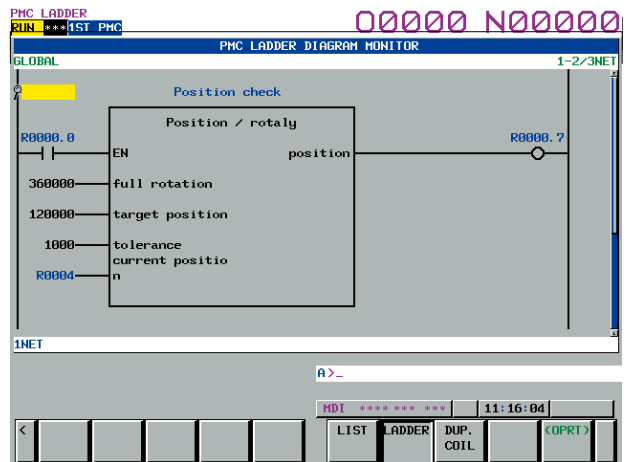 PMC LADDER
RUN ***1ST PMC
O0000 N00000
PMC LADDER DIAGRAM MONITOR
GLOBAL 1-2/3NET
Position check
Position / rotaly
R0000.0 R0000.7
EN position
360000 full rotation
120000 target position
1000 tolerance
current positio
R0004 n
1NET
A>_
MDI **** *** *** 11:16:04
< LIST LADDER DUP. (OPRT)
COIL